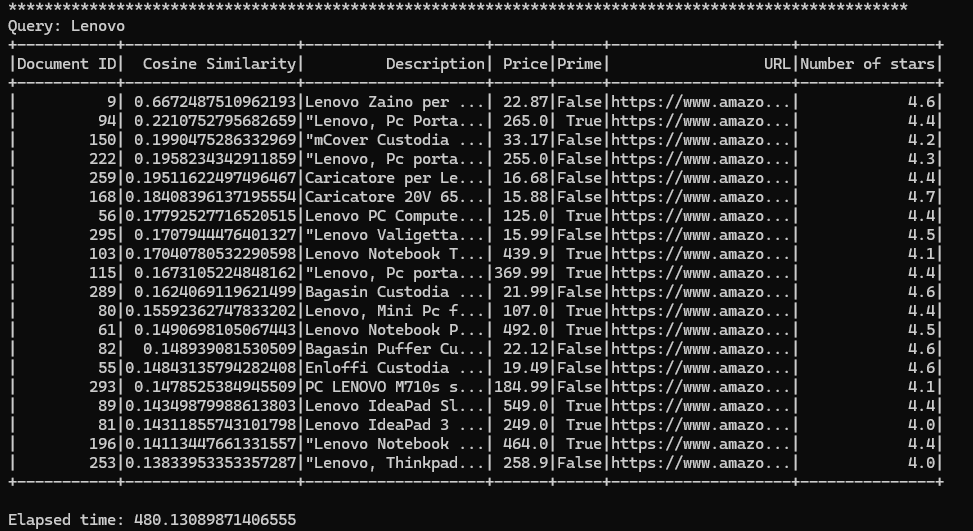 ****************************************************************************************************
Query: Lenovo
+-----------+-------------------+--------------------+------+-----+--------------------+---------------+
|Document ID|  Cosine Similarity|         Description| Price|Prime|                 URL|Number of stars|
+-----------+-------------------+--------------------+------+-----+--------------------+---------------+
|          9| 0.6672487510962193|Lenovo Zaino per ...| 22.87|False|https://www.amazo...|            4.6|
|         94| 0.2210752795682659|"Lenovo, Pc Porta...| 265.0| True|https://www.amazo...|            4.4|
|        150| 0.1990475286332969|"mCover Custodia ...| 33.17|False|https://www.amazo...|            4.2|
|        222| 0.1958234342911859|"Lenovo, Pc porta...| 255.0|False|https://www.amazo...|            4.3|
|        259|0.19511622497496467|Caricatore per Le...| 16.68|False|https://www.amazo...|            4.4|
|        168|0.18408396137195554|Caricatore 20V 65...| 15.88|False|https://www.amazo...|            4.7|
|         56|0.17792527716520515|Lenovo PC Compute...| 125.0| True|https://www.amazo...|            4.4|
|        295| 0.1707944476401327|"Lenovo Valigetta...| 15.99|False|https://www.amazo...|            4.5|
|        103|0.17040780532290598|Lenovo Notebook T...| 439.9| True|https://www.amazo...|            4.1|
|        115| 0.1673105224848162|"Lenovo, Pc porta...|369.99| True|https://www.amazo...|            4.4|
|        289| 0.1624069119621499|Bagasin Custodia ...| 21.99|False|https://www.amazo...|            4.6|
|         80|0.15592362747833202|Lenovo, Mini Pc f...| 107.0| True|https://www.amazo...|            4.4|
|         61| 0.1490698105067443|Lenovo Notebook P...| 492.0| True|https://www.amazo...|            4.5|
|         82|  0.148939081530509|Bagasin Puffer Cu...| 22.12|False|https://www.amazo...|            4.6|
|         55|0.14843135794282408|Enloffi Custodia ...| 19.49|False|https://www.amazo...|            4.6|
|        293| 0.1478525384945509|PC LENOVO M710s s...|184.99|False|https://www.amazo...|            4.1|
|         89|0.14349879988613803|Lenovo IdeaPad Sl...| 549.0| True|https://www.amazo...|            4.4|
|         81|0.14311855743101798|Lenovo IdeaPad 3 ...| 249.0| True|https://www.amazo...|            4.0|
|        196|0.14113447661331557|"Lenovo Notebook ...| 464.0| True|https://www.amazo...|            4.4|
|        253|0.13833953353357287|"Lenovo, Thinkpad...| 258.9|False|https://www.amazo...|            4.0|
+-----------+-------------------+--------------------+------+-----+--------------------+---------------+
Elapsed time: 480.13089871406555